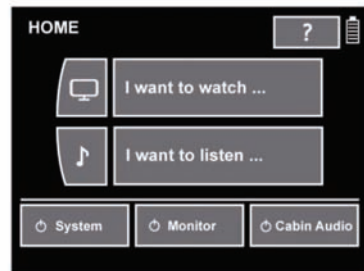 HOME
?
I want to watch ...
I want to listen ...
System
Monitor
Cabin Audio